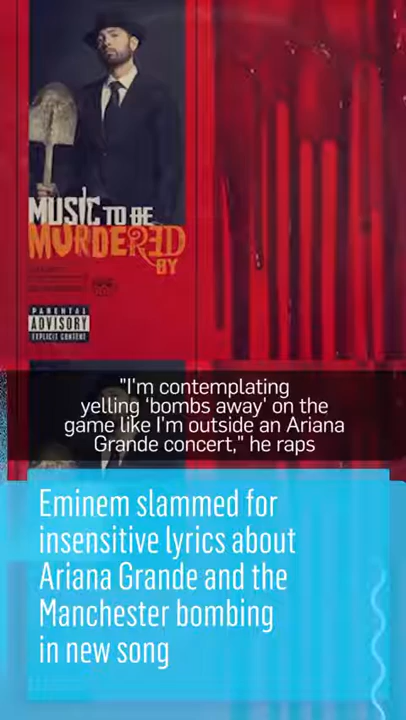 MUSIC TO BE
MURDERED
BY
PARENTAL
ADVISORY
EXPLICIT CONTENT
"I'm contemplating
yelling ‘bombs away’ on the
game like I'm outside an Ariana
Grande concert," he raps
Eminem slammed for
insensitive lyrics about
Ariana Grande and the
Manchester bombing
in new song